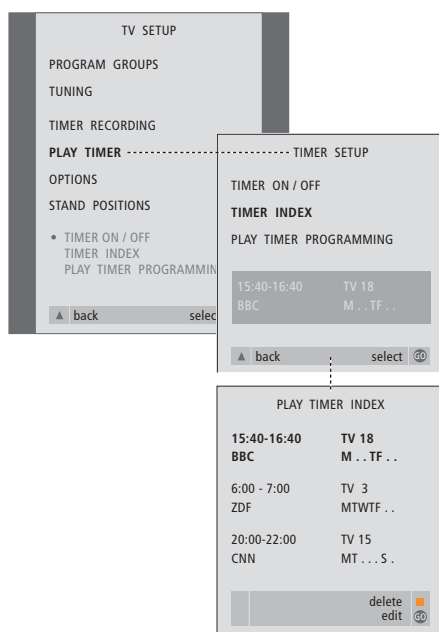 TV SETUP
PROGRAM GROUPS
TUNING
TIMER RECORDING
PLAY TIMER
OPTIONS
STAND POSITIONS
• TIMER ON / OFF
TIMER INDEX
PLAY TIMER PROGRAMMIN
▲ back selec
TIMER SETUP
TIMER ON / OFF
TIMER INDEX
PLAY TIMER PROGRAMMING
15:40-16:40 TV 18
BBC M . . TF . .
▲ back select GO
PLAY TIMER INDEX
15:40-16:40 TV 18
BBC M . . TF . .
6:00 - 7:00 TV 3
ZDF MTWTF . .
20:00-22:00 TV 15
CNN MT . . . S .
delete
edit GO